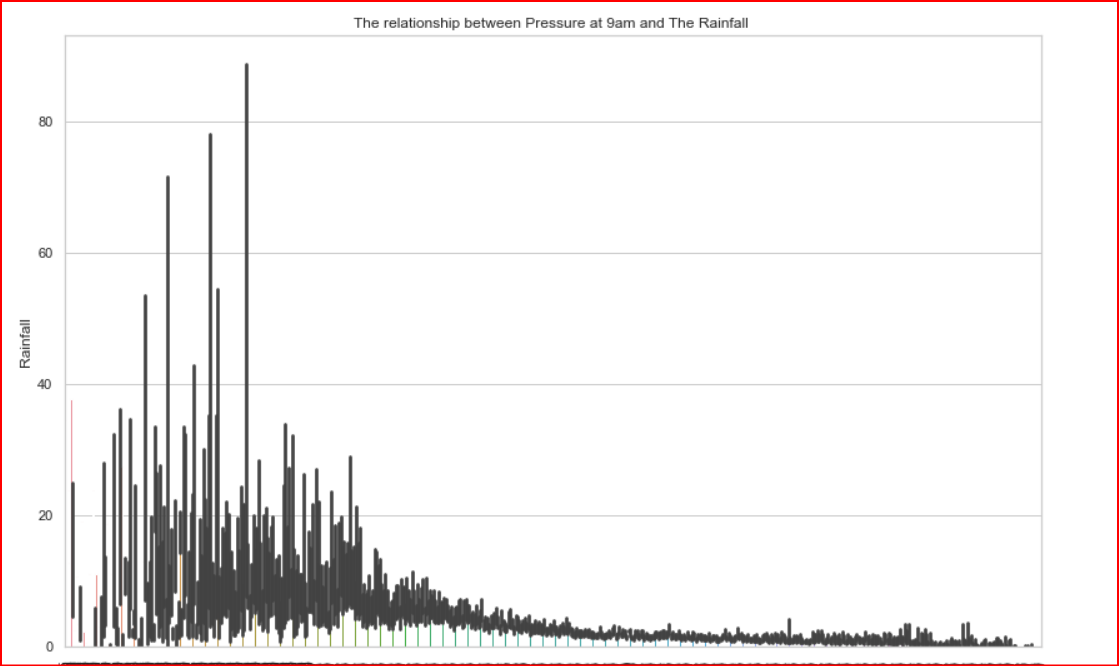 The relationship between Pressure at 9am and The Rainfall
80
60
40
20
0
Rainfall